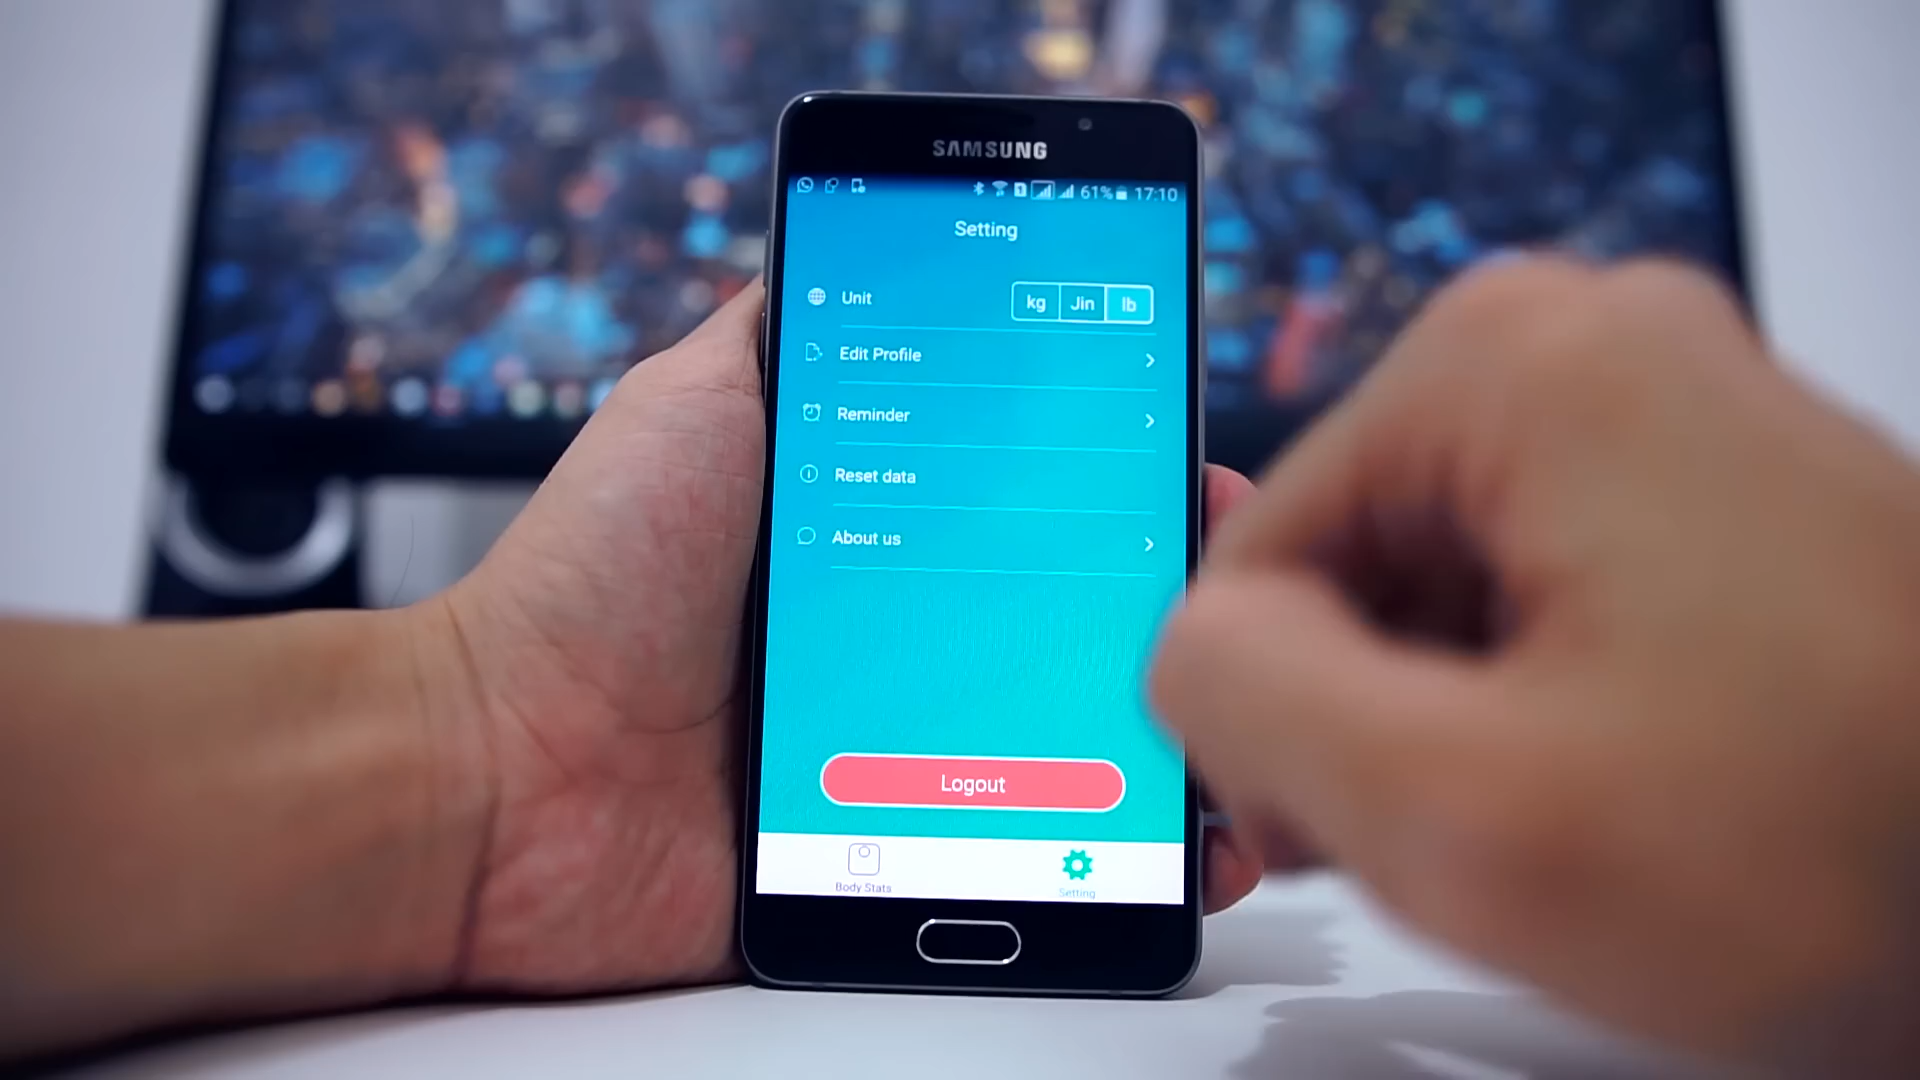 SAMSUNG
61% 17:10
Setting
Unit kg Jin lb
Edit Profile
Reminder
Reset data
About us
Logout
Body Stats Setting